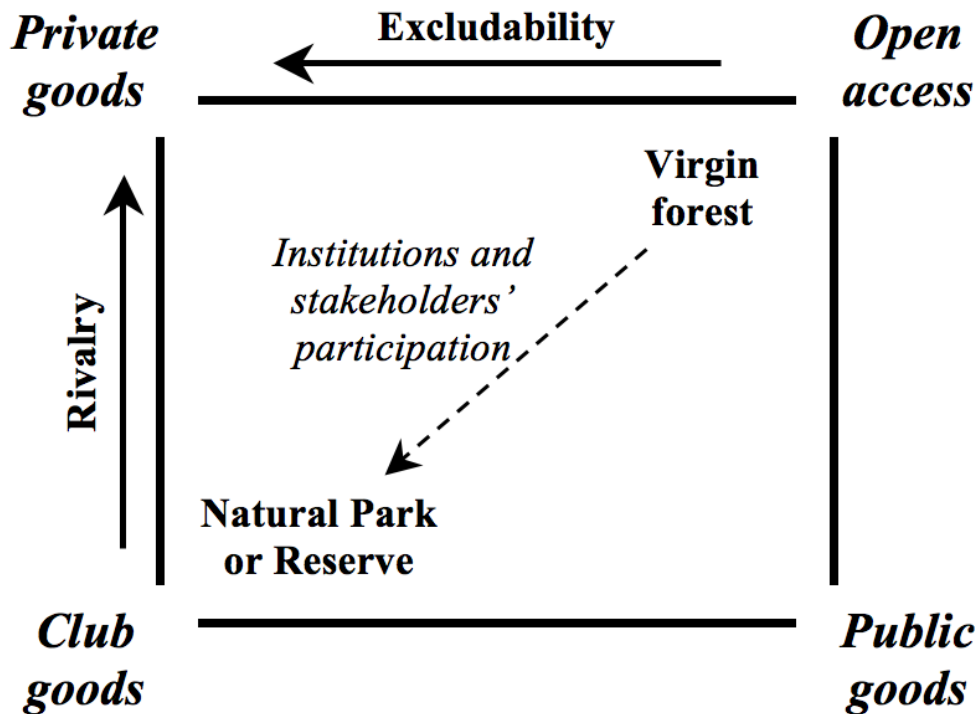 Private
goods
Excludability
Open
access
Virgin
forest
Institutions and
stakeholders’
participation
Rivalry
Natural Park
or Reserve
Club
goods
Public
goods